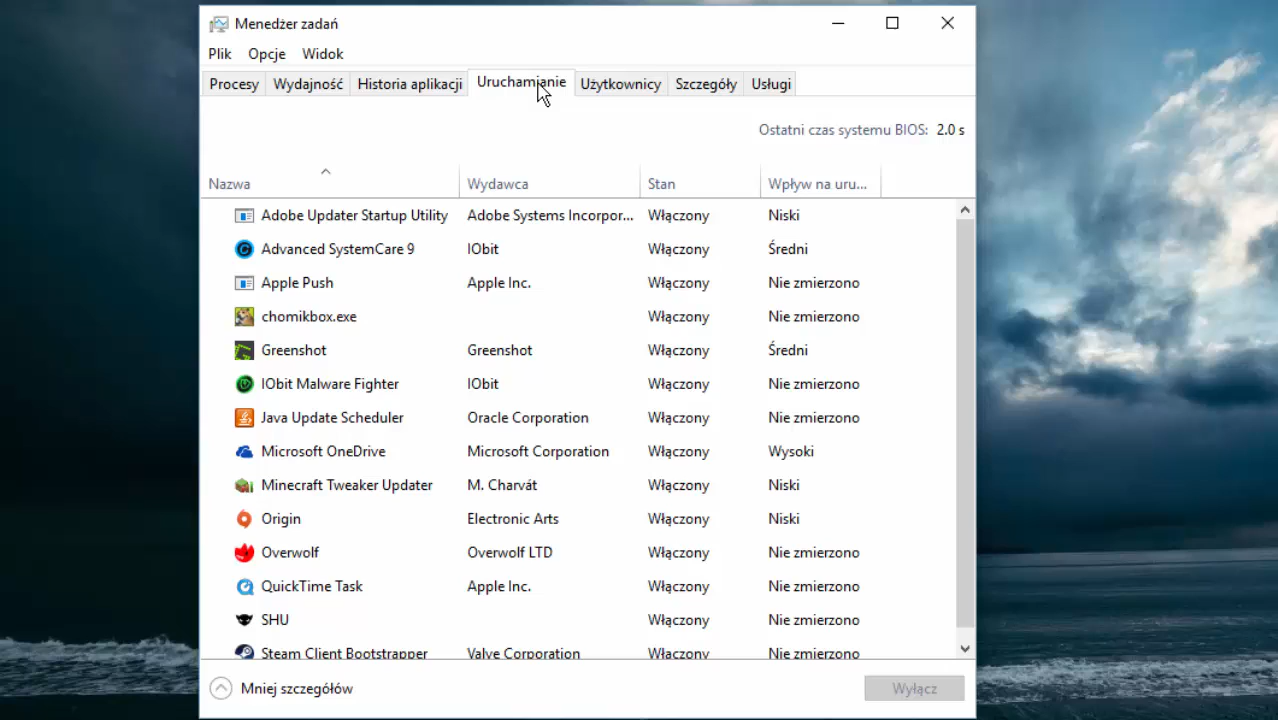 Menedżer zadań
Plik Opcje Widok
Procesy Wydajność Historia aplikacji Uruchamianie Użytkownicy Szczegóły Usługi
Ostatni czas systemu BIOS: 2.0 s
Nazwa Wydawca Stan Wpływ na uru...
Adobe Updater Startup Utility Adobe Systems Incorpor... Włączony Niski
Advanced SystemCare 9 IObit Włączony Średni
Apple Push Apple Inc. Włączony Nie zmierzono
chomikbox.exe Włączony Nie zmierzono
Greenshot Greenshot Włączony Średni
IObit Malware Fighter IObit Włączony Nie zmierzono
Java Update Scheduler Oracle Corporation Włączony Nie zmierzono
Microsoft OneDrive Microsoft Corporation Włączony Wysoki
Minecraft Tweaker Updater M. Charvát Włączony Niski
Origin Electronic Arts Włączony Niski
Overwolf Overwolf LTD Włączony Nie zmierzono
QuickTime Task Apple Inc. Włączony Nie zmierzono
SHU Włączony Nie zmierzono
Steam Client Bootstrapper Valve Corporation Włączony Nie zmierzono
Mniej szczegółów Wyłącz